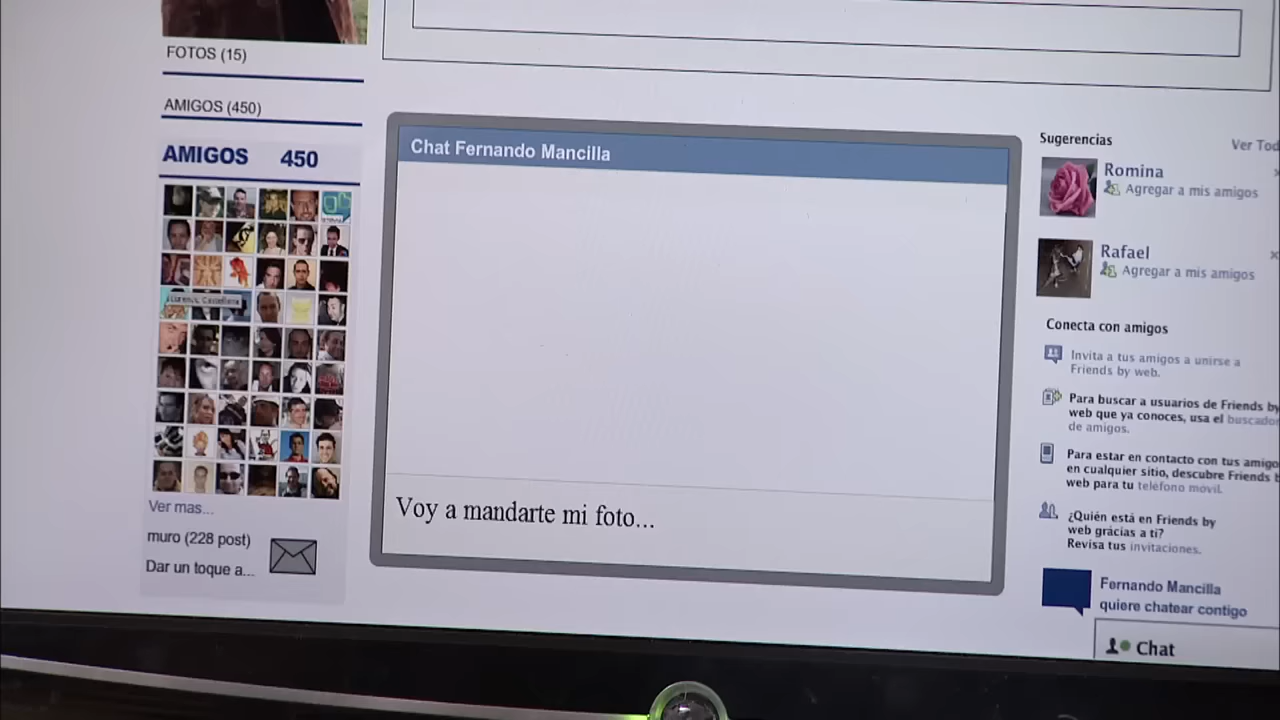 FOTOS (15)
AMIGOS (450)
AMIGOS 450
Ver mas...
muro (228 post)
Dar un toque a...
Chat Fernando Mancilla
Voy a mandarte mi foto...
Sugerencias
Ver Tod
Romina
Agregar a mis amigos
Rafael
Agregar a mis amigos
Conecta con amigos
Invita a tus amigos a unirse a
Friends by web.
Para buscar a usuarios de Friends by
web que ya conoces, usa el buscador
de amigos.
Para estar en contacto con tus amigo
en cualquier sitio, descubre Friends b
web para tu teléfono movil.
¿Quién está en Friends by
web grácias a ti?
Revisa tus invitaciones.
Fernando Mancilla
quiere chatear contigo
Chat